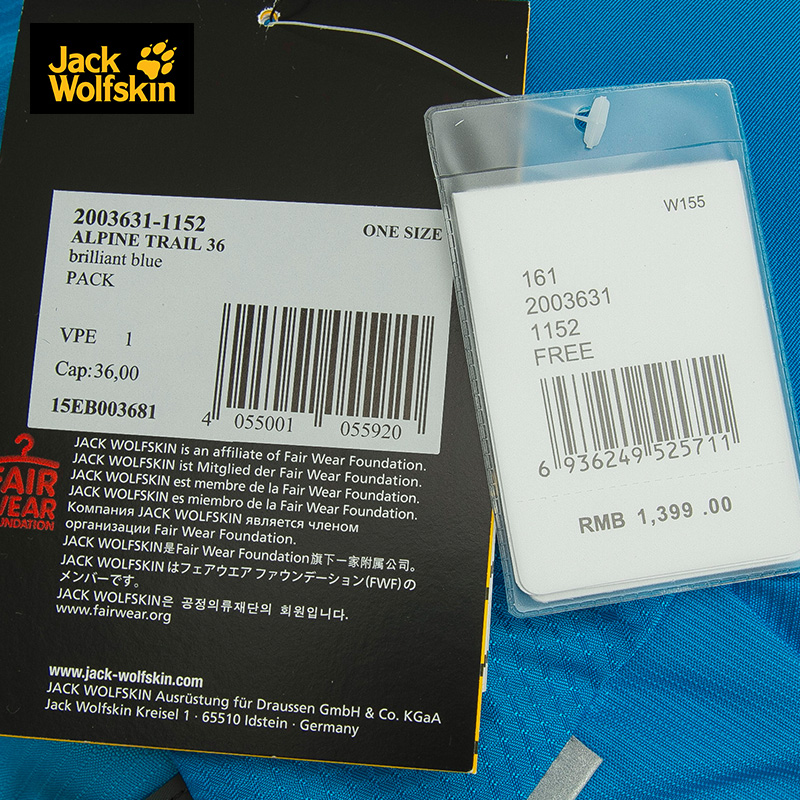 Jack
Wolfskin
2003631-1152
ONE SIZE
ALPINE TRAIL 36
brilliant blue
PACK
VPE 1
Cap:36,00
15EB003681
4 055001 055920
FAIR
WEAR
FOUNDATION
JACK WOLFSKIN is an affiliate of Fair Wear Foundation.
JACK WOLFSKIN ist Mitglied der Fair Wear Foundation.
JACK WOLFSKIN est membre de la Fair Wear Foundation.
JACK WOLFSKIN es miembro de la Fair Wear Foundation.
Компания JACK WOLFSKIN является членом
организации Fair Wear Foundation.
JACK WOLFSKIN是Fair Wear Foundation旗下一家附属公司。
JACK WOLFSKIN はフェアウエア ファウンデーション(FWF)の
メンバーです。
JACK WOLFSKIN은 공정의류재단의 회원입니다.
www.fairwear.org
www.jack-wolfskin.com
JACK WOLFSKIN Ausrüstung für Draussen GmbH & Co. KGaA
Jack Wolfskin Kreisel 1 · 65510 Idstein · Germany
W155
161
2003631
1152
FREE
6 936249 525711
RMB 1,399 .00